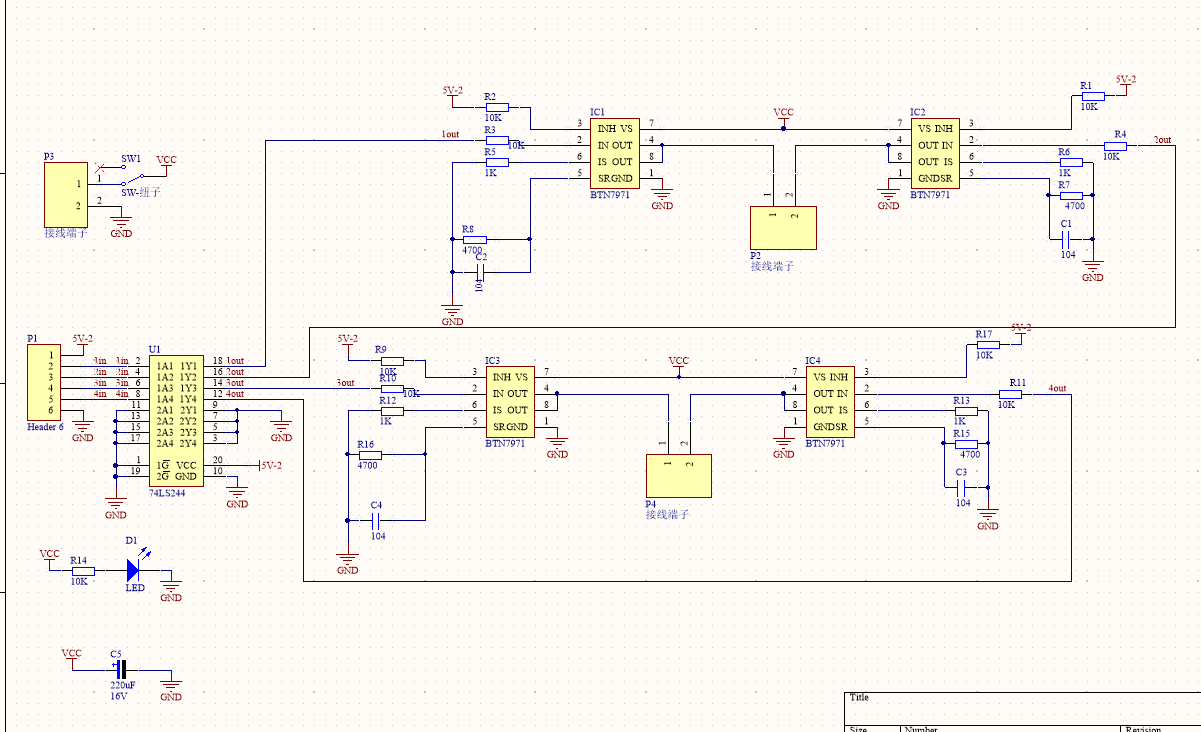 5V-2
R2
10K
1out
R3
10K
R5
1K
IC1
3
INH VS
7
2
IN OUT
4
6
IS OUT
8
5
SRGND
1
BTN7971
GND
R8
4700
C2
104
GND
VCC
1
2
1
2
P2
接线端子
IC2
7
VS INH
3
4
OUT IN
2
8
OUT IS
6
1
GNDSR
5
BTN7971
GND
R1
10K
5V-2
R4
10K
2out
R6
1K
R7
4700
C1
104
GND
P3
1
2
接线端子
1
2
SW1
SW-纽子
VCC
GND
P1
1
2
3
4
5
6
Header 6
5V-2
GND
1in
1in
2in
2in
3in
3in
4in
4in
U1
2
1A1 1Y1
18
1out
4
1A2 1Y2
16
2out
6
1A3 1Y3
14
3out
8
1A4 1Y4
12
4out
11
2A1 2Y1
9
13
2A2 2Y2
7
15
2A3 2Y3
5
17
2A4 2Y4
3
1
1G VCC
20
5V-2
19
2G GND
10
74LS244
GND
GND
GND
5V-2
R9
10K
3out
R10
10K
R12
1K
IC3
3
INH VS
7
2
IN OUT
4
6
IS OUT
8
5
SRGND
1
BTN7971
GND
R16
4700
C4
104
GND
VCC
1
2
1
2
P4
接线端子
IC4
7
VS INH
3
4
OUT IN
2
8
OUT IS
6
1
GNDSR
5
BTN7971
GND
R17
10K
5V-2
R11
10K
4out
R13
1K
R15
4700
C3
104
GND
VCC
R14
10K
D1
LED
GND
VCC
C5
220uF
16V
GND
Title
Size
Number
Revision